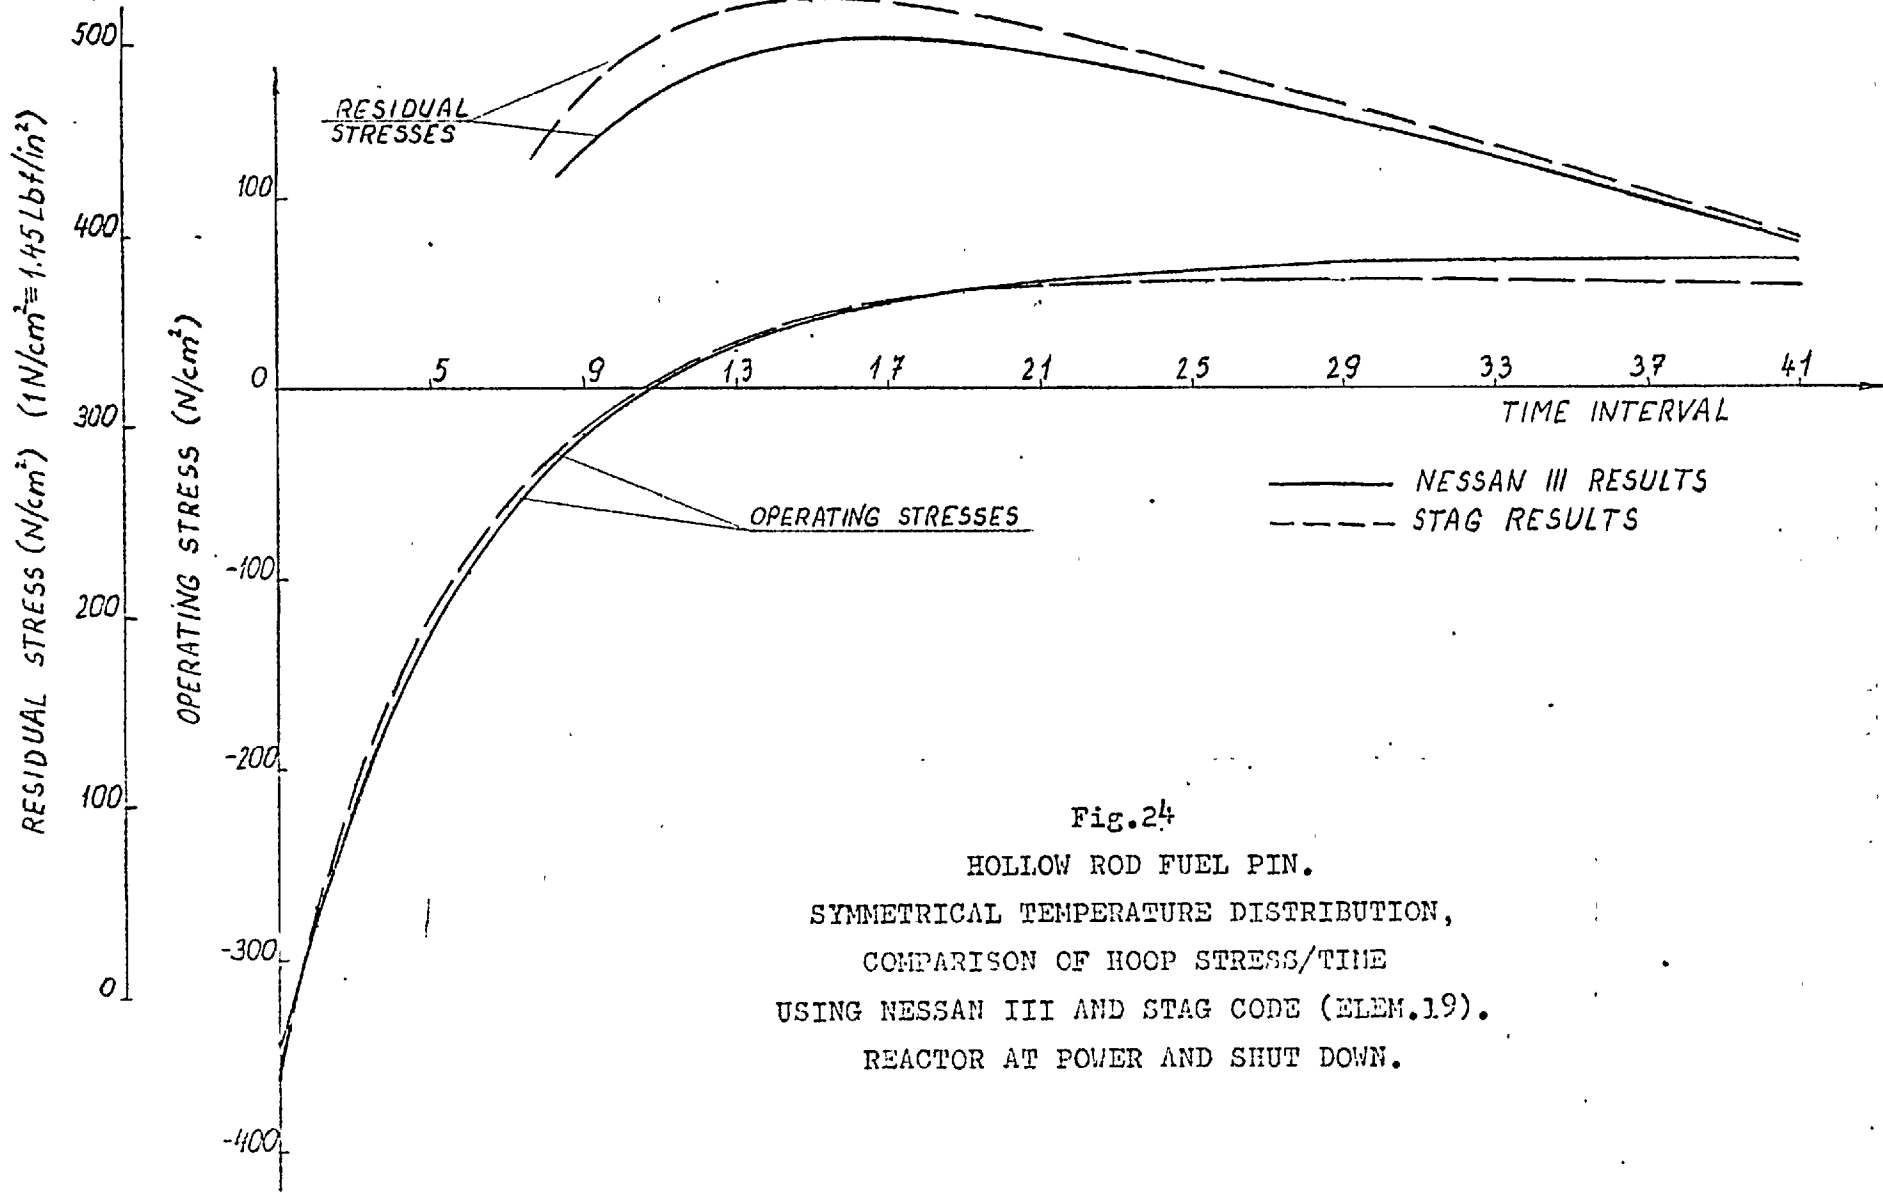 RESIDUAL STRESS (N/cm²) (1N/cm² = 1.45 Lbf/in²)
500
400
300
200
100
0
OPERATING STRESS (N/cm²)
100
0
-100
-200
-300
-400
RESIDUAL
STRESSES
5 9 13 17 21 25 29 33 37 41
TIME INTERVAL
OPERATING STRESSES
NESSAN III RESULTS
STAG RESULTS
Fig.24
HOLLOW ROD FUEL PIN.
SYMMETRICAL TEMPERATURE DISTRIBUTION,
COMPARISON OF HOOP STRESS/TIME
USING NESSAN III AND STAG CODE (ELEM.19).
REACTOR AT POWER AND SHUT DOWN.